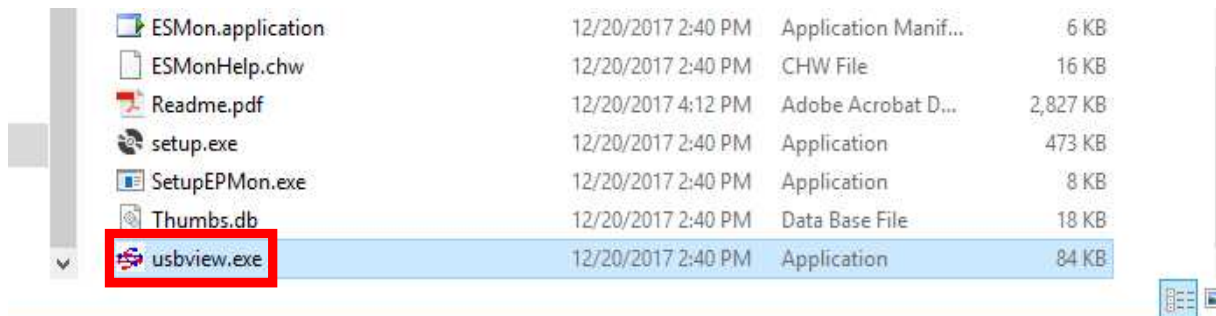 ESMon.application 12/20/2017 2:40 PM Application Manif... 6 KB
ESMonHelp.chw 12/20/2017 2:40 PM CHW File 16 KB
Readme.pdf 12/20/2017 4:12 PM Adobe Acrobat D... 2,827 KB
setup.exe 12/20/2017 2:40 PM Application 473 KB
SetupEPMon.exe 12/20/2017 2:40 PM Application 8 KB
Thumbs.db 12/20/2017 2:40 PM Data Base File 18 KB
usbview.exe 12/20/2017 2:40 PM Application 84 KB